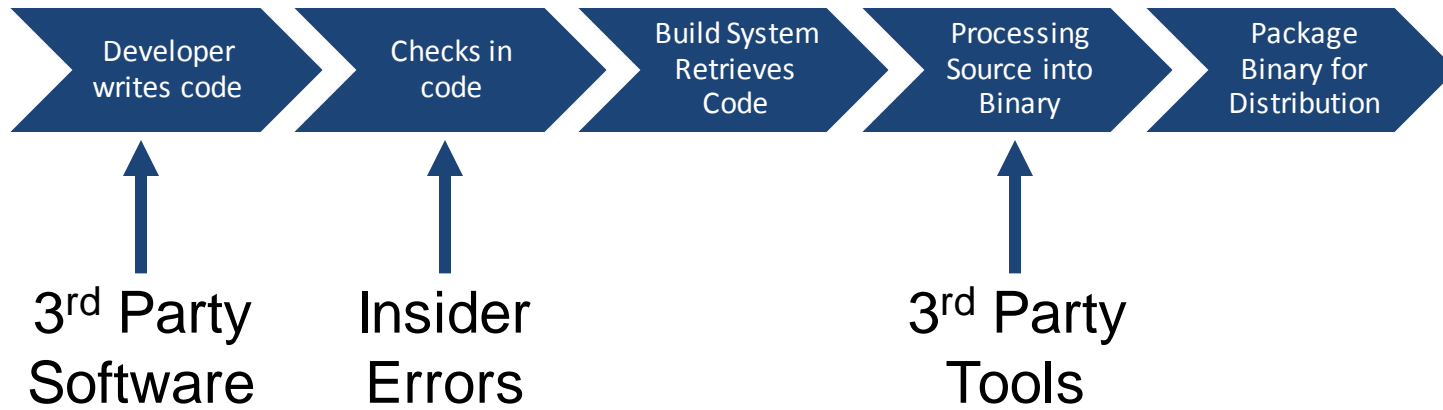 Developer
writes code
Checks in
code
Build System
Retrieves
Code
Processing
Source into
Binary
Package
Binary for
Distribution
3rd Party
Software
Insider
Errors
3rd Party
Tools